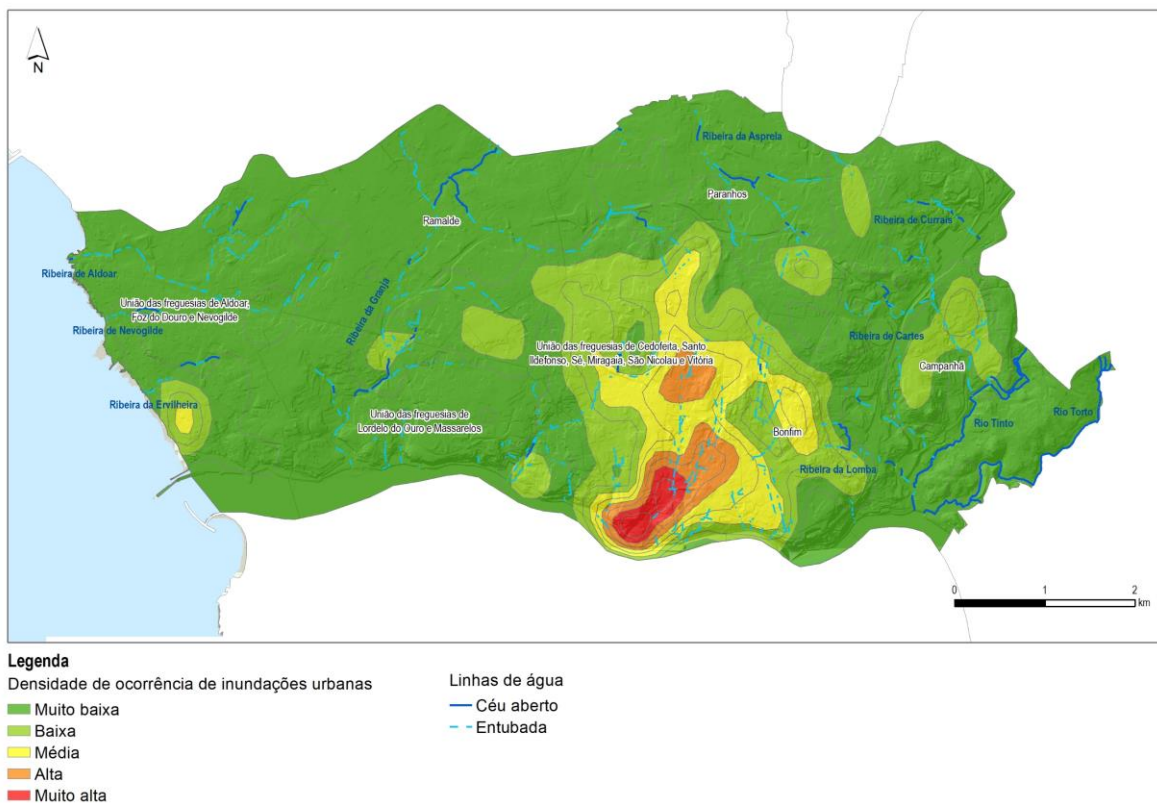 N
Ribeira da Asprela
Paranhos
Ramalde
Ribeira de Currais
Ribeira de Aldoar
União das freguesias de Aldoar,
Foz do Douro e Nevogilde
Ribeira da Granja
Ribeira de Nevogilde
Ribeira de Cartes
União das freguesias de Cedofeita, Santo
Ildefonso, Sé, Miragaia, São Nicolau e Vitória
Campanhã
Ribeira da Ervilheira
União das freguesias de
Lordelo do Ouro e Massarelos
Bonfim
Rio Tinto
Rio Torto
Ribeira da Lomba
0 1 2
km
Legenda
Densidade de ocorrência de inundações urbanas
Muito baixa
Baixa
Média
Alta
Muito alta
Linhas de água
Céu aberto
Entubada